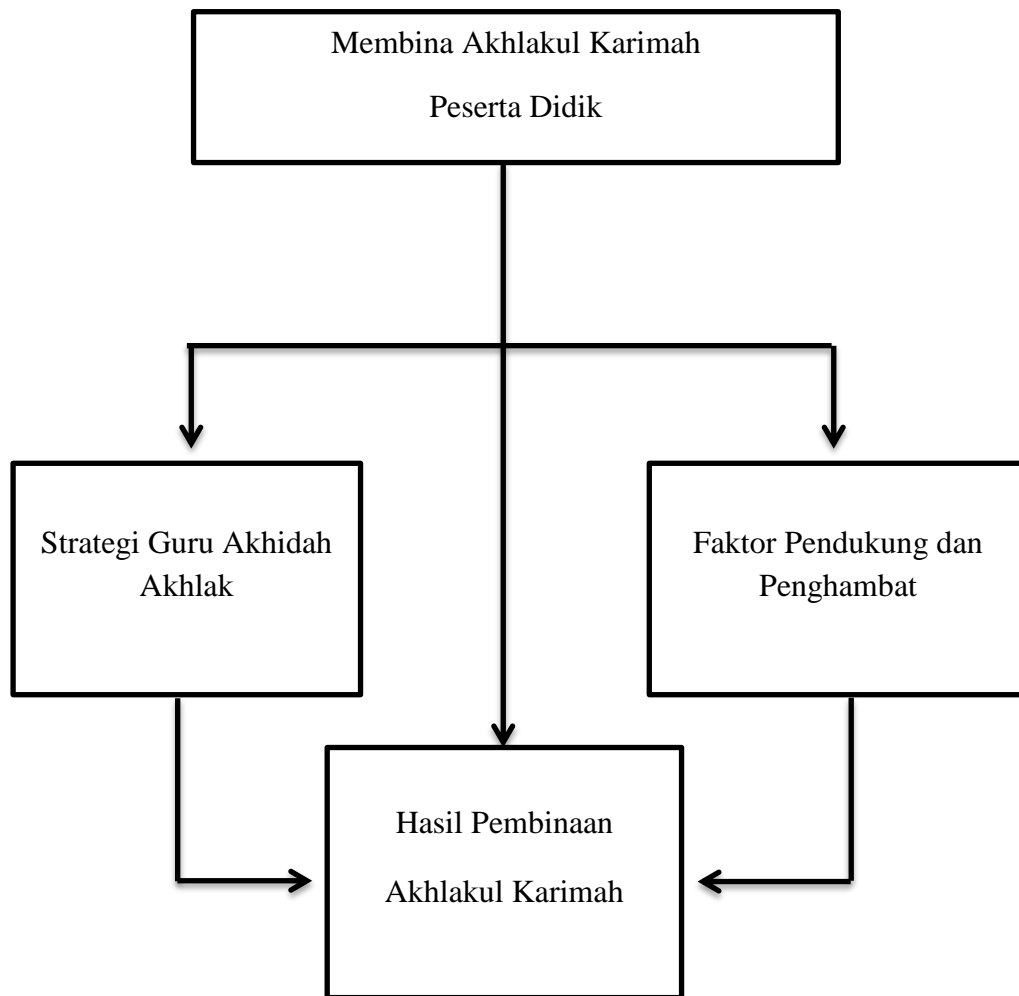 Membina Akhlakul Karimah
Peserta Didik
Strategi Guru Akhidah
Akhlak
Faktor Pendukung dan
Penghambat
Hasil Pembinaan
Akhlakul Karimah